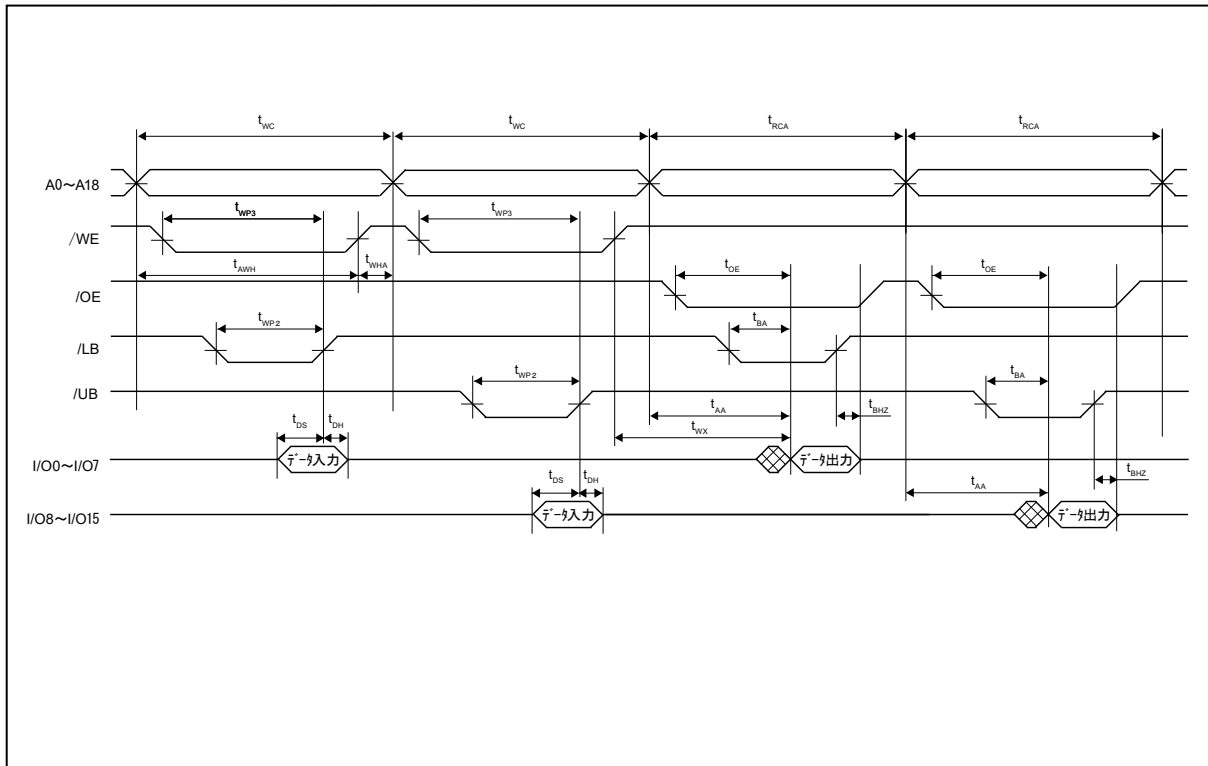 tWC tWC tRCA tRCA
A0～A18
tWP3 tWP3
/WE
tAWH tWHA tOE tOE
/OE
tWP2 tBA
/LB
tWP2 tBA
/UB
tDS tDH tAA tBHZ
tWX
I/O0～I/O7 ﾃﾞｰﾀ入力 ﾃﾞｰﾀ出力
tDS tDH tAA tBHZ
I/O8～I/O15 ﾃﾞｰﾀ入力 ﾃﾞｰﾀ出力